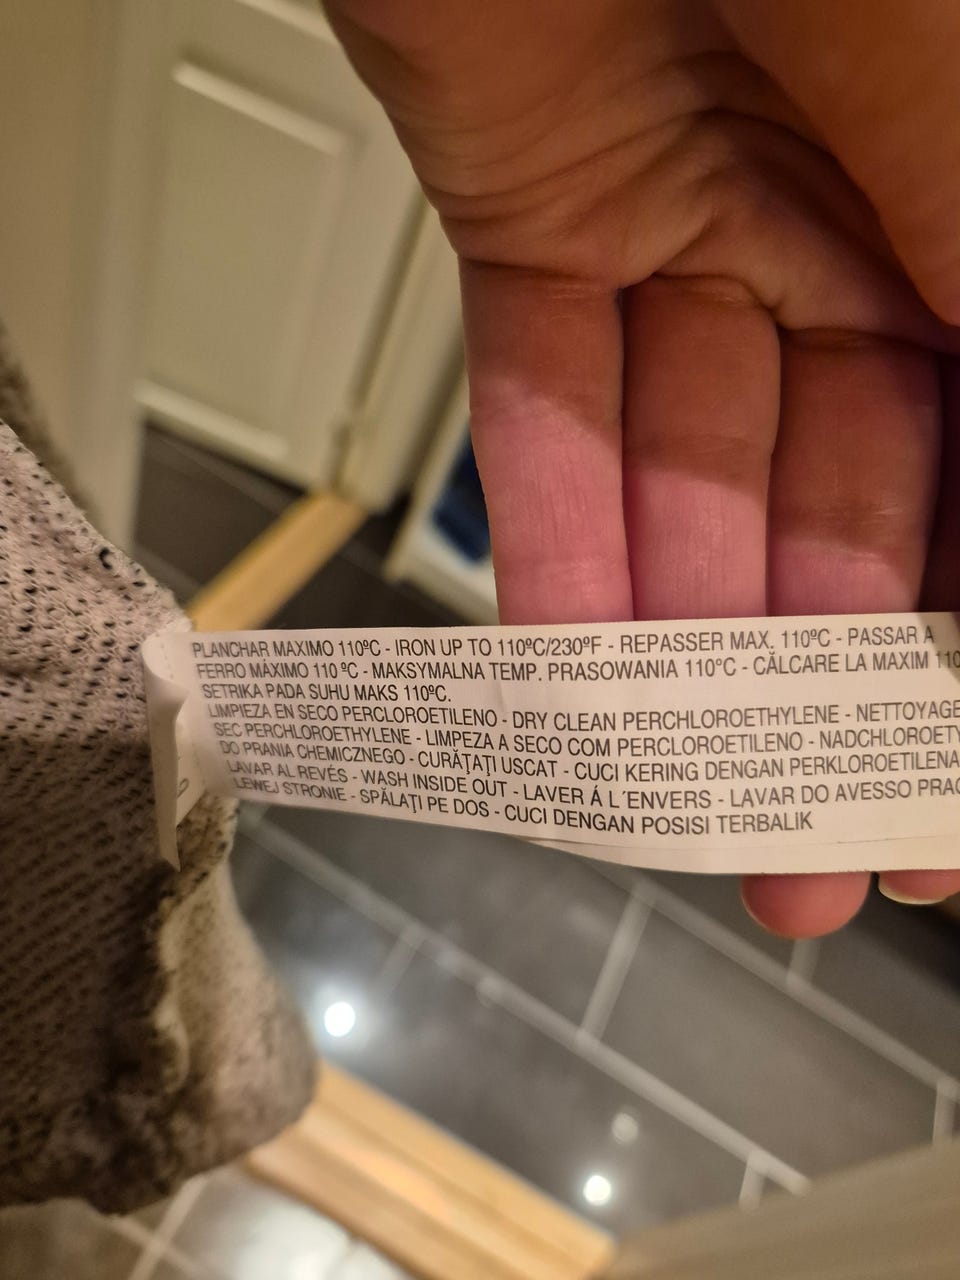 PLANCHAR MAXIMO 110ºC - IRON UP TO 110ºC/230ºF - REPASSER MAX. 110ºC - PASSAR A
FERRO MÁXIMO 110 ºC - MAKSYMALNA TEMP. PRASOWANIA 110°C - CĂLCARE LA MAXIM 110
SETRIKA PADA SUHU MAKS 110ºC.
LIMPIEZA EN SECO PERCLOROETILENO - DRY CLEAN PERCHLOROETHYLENE - NETTOYAGE
SEC PERCHLOROETHYLENE - LIMPEZA A SECO COM PERCLOROETILENO - NADCHLOROETY
DO PRANIA CHEMICZNEGO - CURĂŢAŢI USCAT - CUCI KERING DENGAN PERKLOROETILENA
LAVAR AL REVÉS - WASH INSIDE OUT - LAVER Á L´ENVERS - LAVAR DO AVESSO PRAC
LEWEJ STRONIE - SPĂLAŢI PE DOS - CUCI DENGAN POSISI TERBALiK